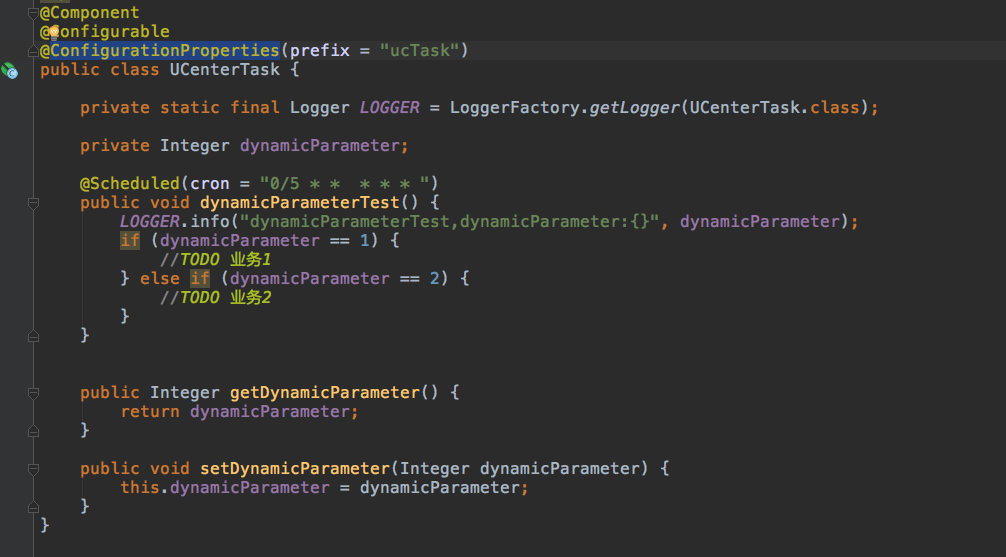 @Component
@Configurable
@ConfigurationProperties(prefix = "ucTask")
public class UCenterTask {
private static final Logger LOGGER = LoggerFactory.getLogger(UCenterTask.class);
private Integer dynamicParameter;
@Scheduled(cron = "0/5 * *  * * * ")
public void dynamicParameterTest() {
LOGGER.info("dynamicParameterTest,dynamicParameter:{}", dynamicParameter);
if (dynamicParameter == 1) {
//TODO 业务1
} else if (dynamicParameter == 2) {
//TODO 业务2
}
}
public Integer getDynamicParameter() {
return dynamicParameter;
}
public void setDynamicParameter(Integer dynamicParameter) {
this.dynamicParameter = dynamicParameter;
}
}